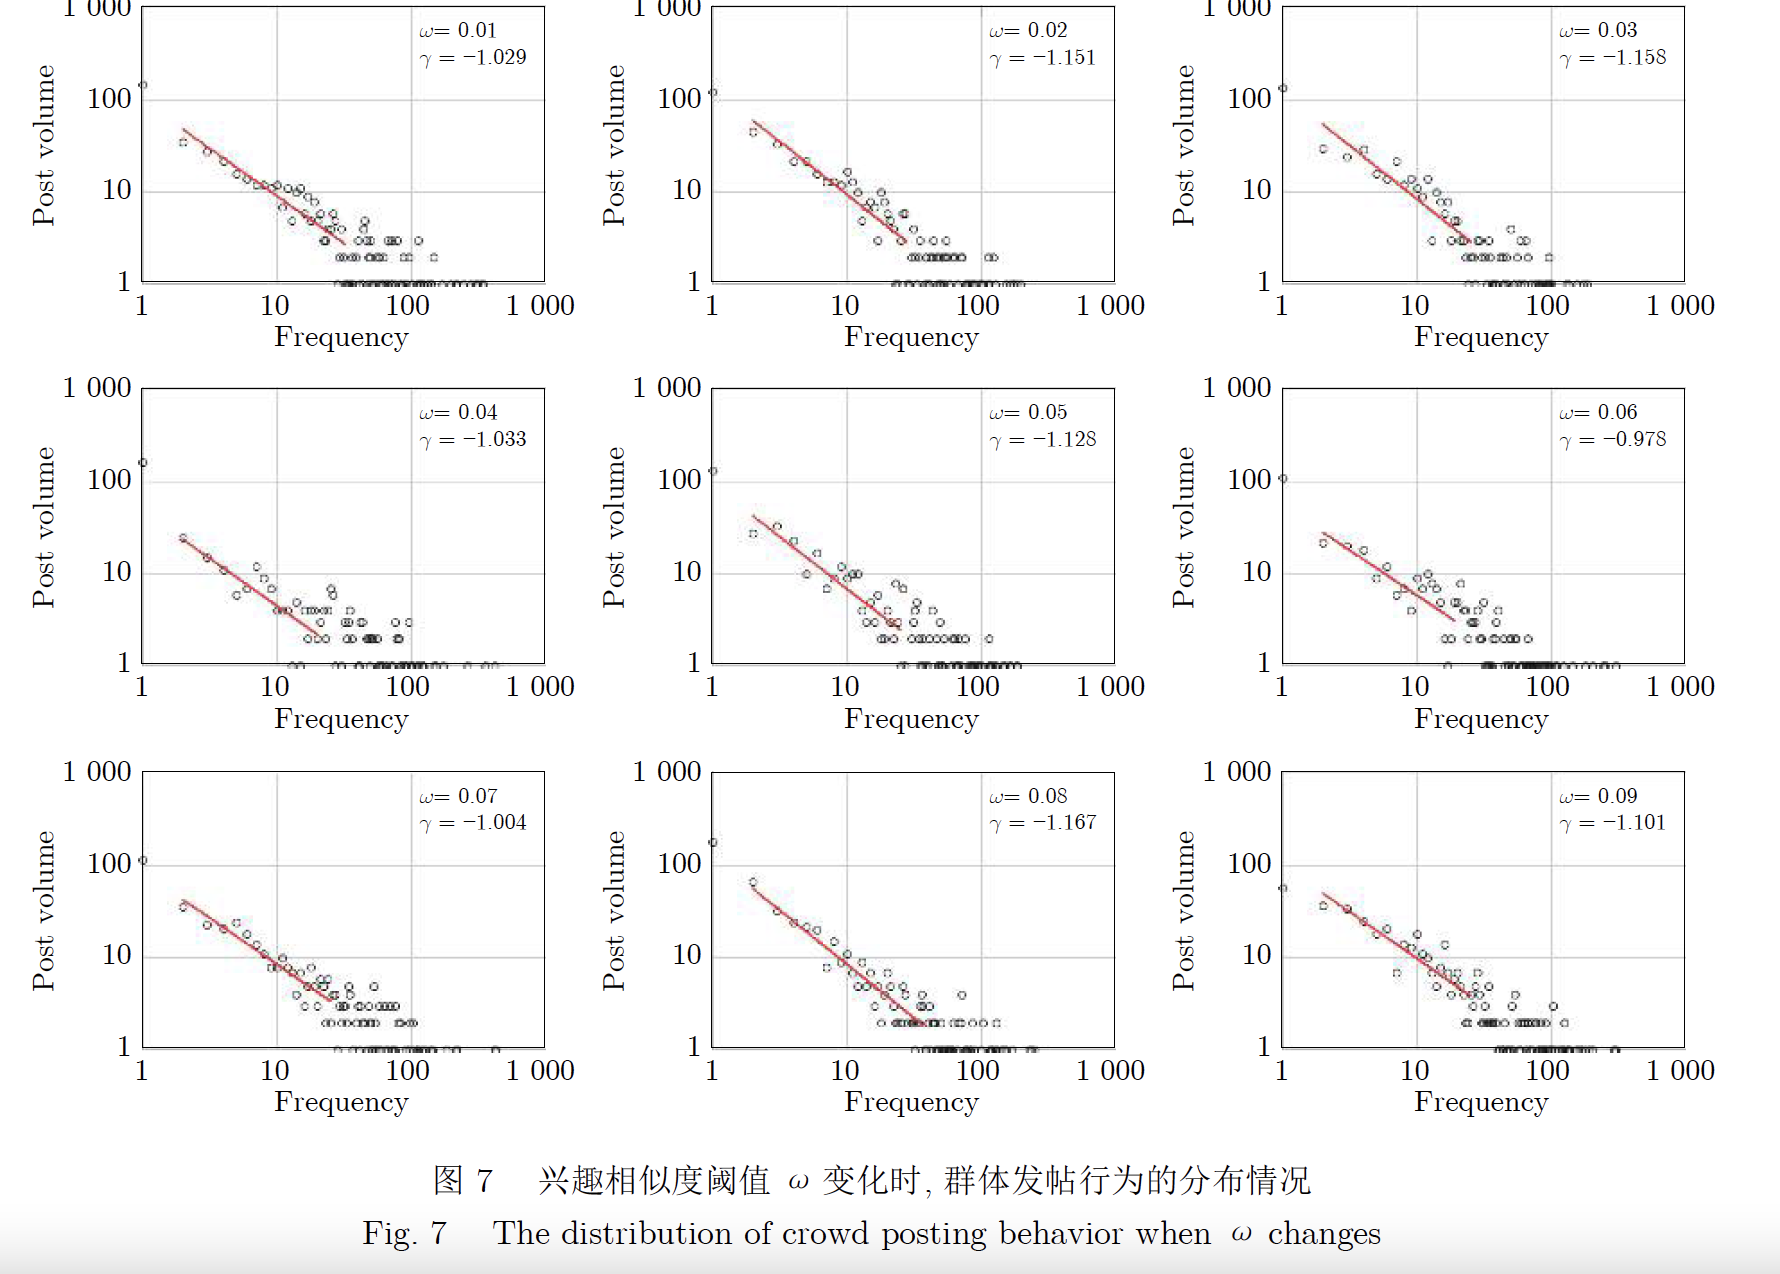 1 000 1 000 1 000
ω= 0.01 ω= 0.02 ω= 0.03
γ = −1.029 γ = −1.151 γ = −1.158
Post volume Post volume Post volume
100 100 100
10 10 10
1 1 1
1 10 100 1 000 1 10 100 1 000 1 10 100 1 000
Frequency Frequency Frequency
1 000 1 000 1 000
ω= 0.04 ω= 0.05 ω= 0.06
γ = −1.033 γ = −1.128 γ = −0.978
Post volume Post volume Post volume
100 100 100
10 10 10
1 1 1
1 10 100 1 000 1 10 100 1 000 1 10 100 1 000
Frequency Frequency Frequency
1 000 1 000 1 000
ω= 0.07 ω= 0.08 ω= 0.09
γ = −1.004 γ = −1.167 γ = −1.101
Post volume Post volume Post volume
100 100 100
10 10 10
1 1 1
1 10 100 1 000 1 10 100 1 000 1 10 100 1 000
Frequency Frequency Frequency
图 7 兴趣相似度阈值 ω 变化时, 群体发帖行为的分布情况
Fig. 7 The distribution of crowd posting behavior when ω changes